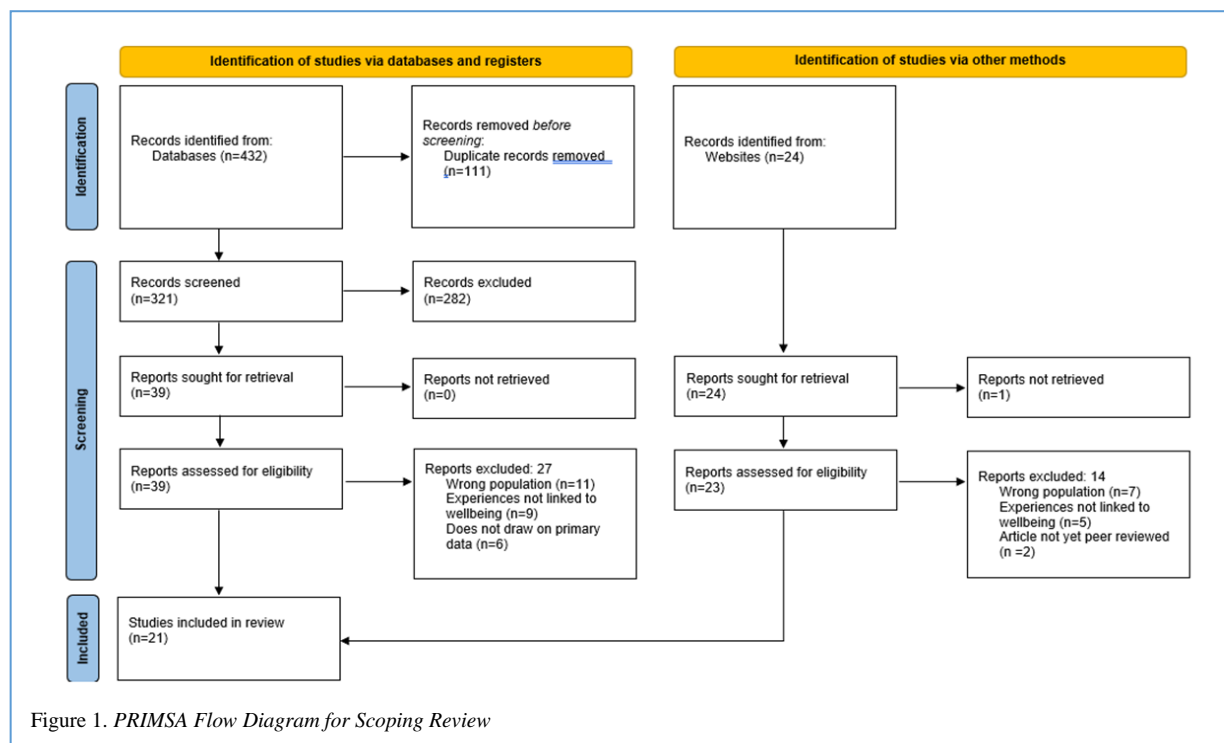 Identification of studies via databases and registers
Identification of studies via other methods
Identification
Records identified from:
Databases (n=432)
Records removed before
screening:
Duplicate records removed
(n=111)
Records identified from:
Websites (n=24)
Screening
Records screened
(n=321)
Records excluded
(n=282)
Reports sought for retrieval
(n=39)
Reports not retrieved
(n=0)
Reports sought for retrieval
(n=24)
Reports not retrieved
(n=1)
Reports assessed for eligibility
(n=39)
Reports excluded: 27
Wrong population (n=11)
Experiences not linked to
wellbeing (n=9)
Does not draw on primary
data (n=6)
Reports assessed for eligibility
(n=23)
Reports excluded: 14
Wrong population (n=7)
Experiences not linked to
wellbeing (n=5)
Article not yet peer reviewed
(n =2)
Included
Studies included in review
(n=21)
Figure 1. PRIMSA Flow Diagram for Scoping Review